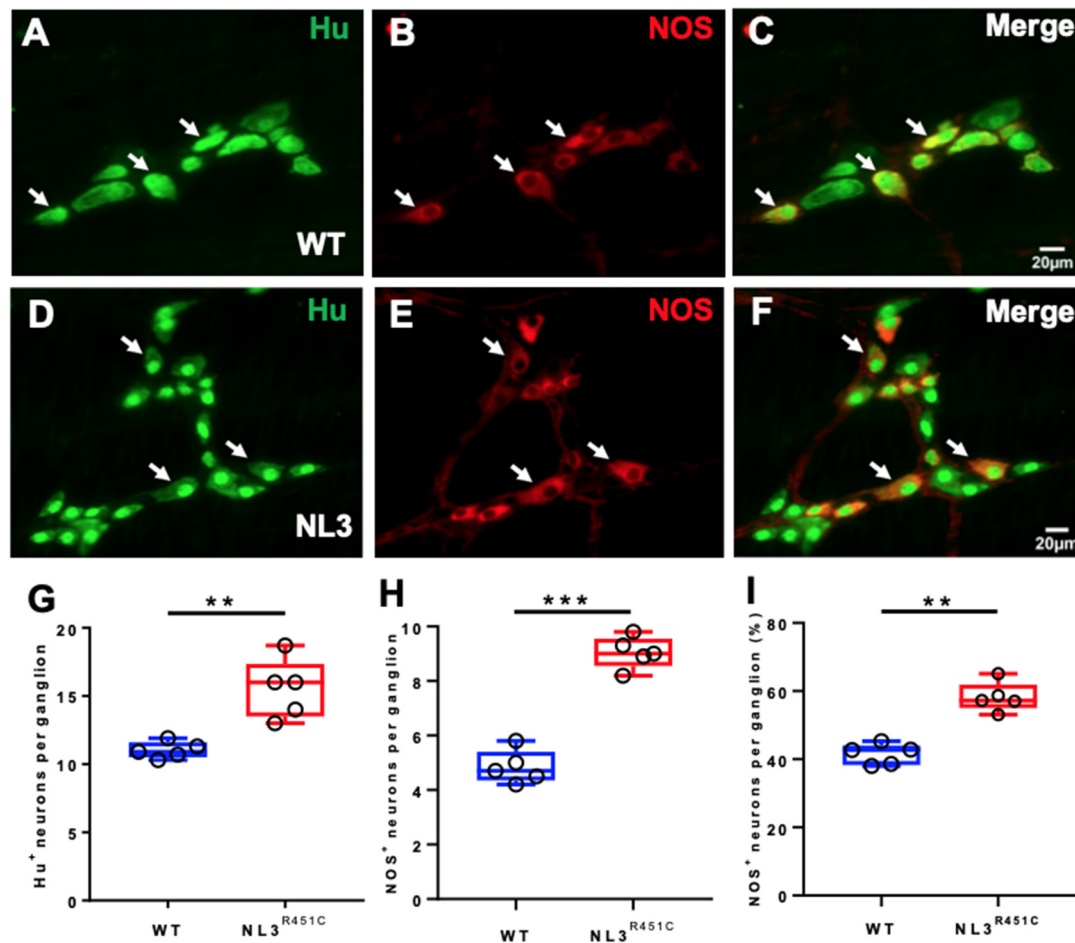 A Hu
WT
B NOS
C Merge
20μm
D Hu
NL3
E NOS
F Merge
20μm
G
**
Hu+ neurons per ganglion
20
15
10
5
0
WT NL3R451C
H
***
NOS+ neurons per ganglion
10
8
6
4
2
0
WT NL3R451C
I
**
NOS+ neurons per ganglion (%)
80
60
40
20
0
WT NL3R451C